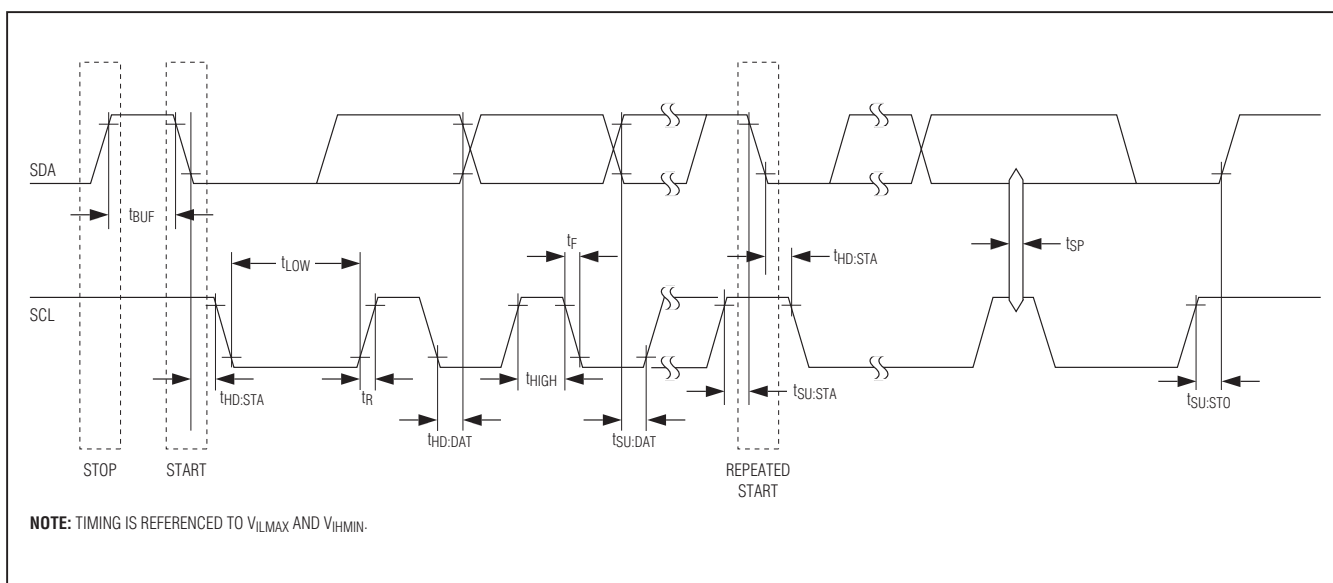 SDA
tBUF
tLOW
tF
tHD:STA
tSP
SCL
tHD:STA
tR
tHIGH
tHD:DAT
tSU:DAT
tSU:STA
tSU:STO
STOP
START
REPEATED
START
NOTE: TIMING IS REFERENCED TO VILMAX AND VIHMIN.